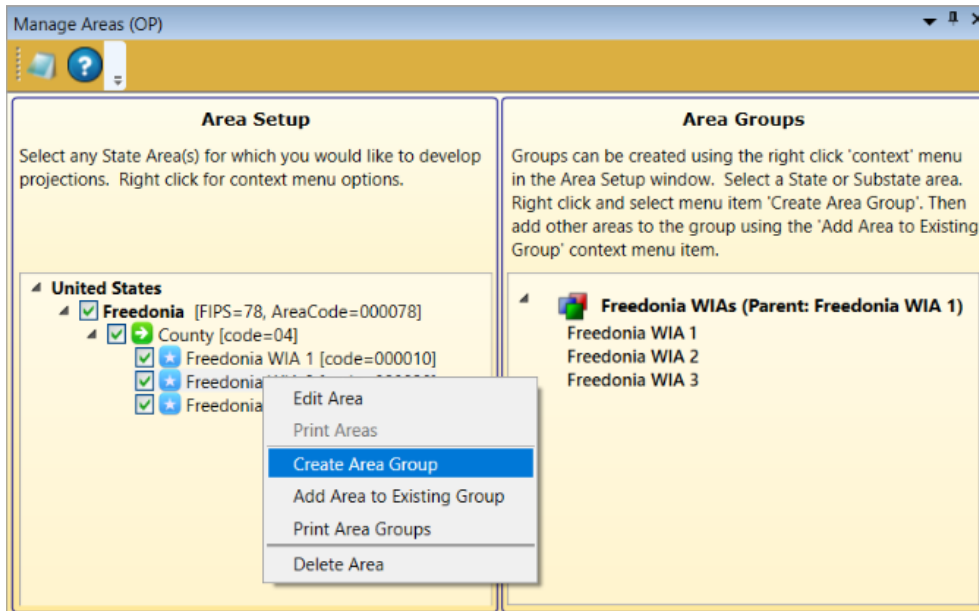 Manage Areas (OP)
?
Area Setup
Select any State Area(s) for which you would like to develop
projections. Right click for context menu options.
United States
Freedonia [FIPS=78, AreaCode=000078]
County [code=04]
Freedonia WIA 1 [code=000010]
Freedonia
Freedonia
Edit Area
Print Areas
Create Area Group
Add Area to Existing Group
Print Area Groups
Delete Area
Area Groups
Groups can be created using the right click 'context' menu
in the Area Setup window. Select a State or Substate area.
Right click and select menu item 'Create Area Group'. Then
add other areas to the group using the 'Add Area to Existing
Group' context menu item.
Freedonia WIAs (Parent: Freedonia WIA 1)
Freedonia WIA 1
Freedonia WIA 2
Freedonia WIA 3